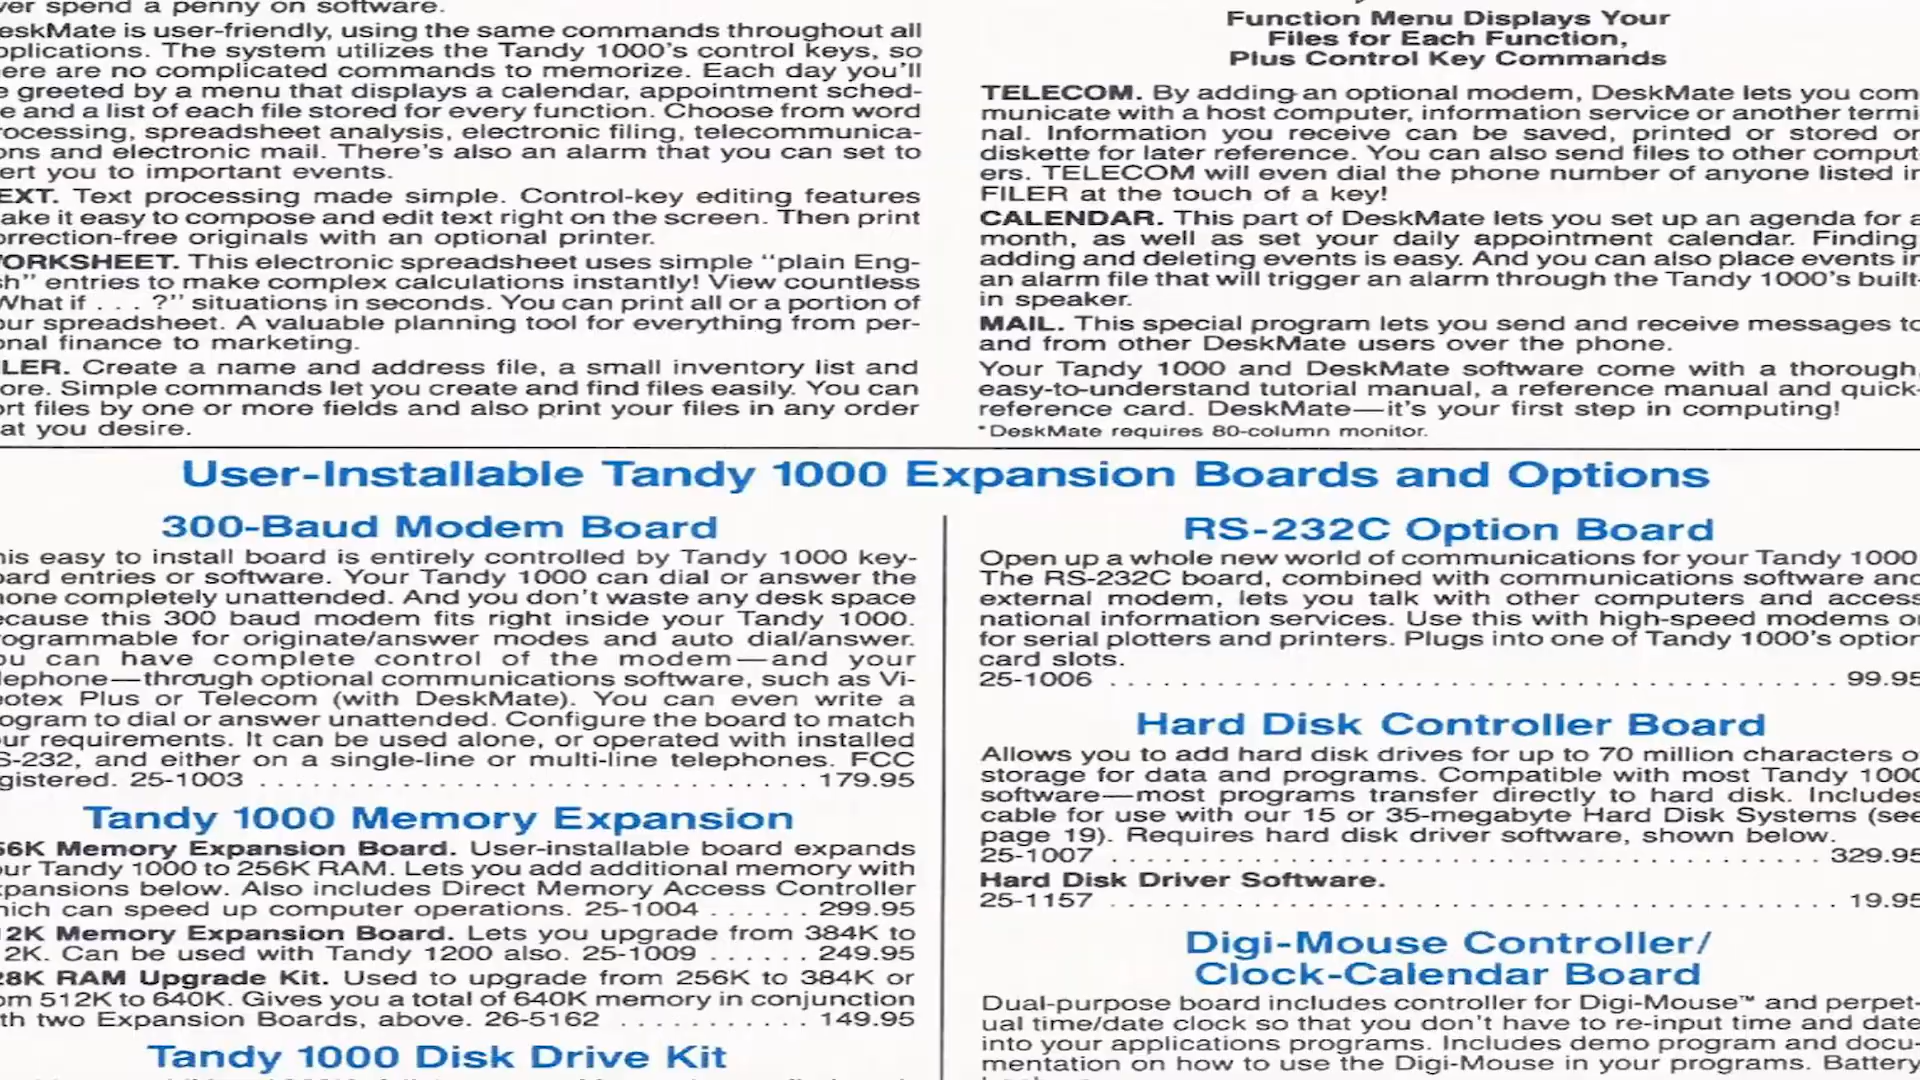 ver spend a penny on software.
eskMate is user-friendly, using the same commands throughout all
pplications. The system utilizes the Tandy 1000's control keys, so
ere are no complicated commands to memorize. Each day you'll
e greeted by a menu that displays a calendar, appointment sched-
e and a list of each file stored for every function. Choose from word
rocessing, spreadsheet analysis, electronic filing, telecommunica-
ons and electronic mail. There's also an alarm that you can set to
ert you to important events.
EXT. Text processing made simple. Control-key editing features
ake it easy to compose and edit text right on the screen. Then print
orrection-free originals with an optional printer.
ORKSHEET. This electronic spreadsheet uses simple "plain Eng-
sh" entries to make complex calculations instantly! View countless
What if . . . ?" situations in seconds. You can print all or a portion of
our spreadsheet. A valuable planning tool for everything from per-
onal finance to marketing.
LER. Create a name and address file, a small inventory list and
ore. Simple commands let you create and find files easily. You can
ort files by one or more fields and also print your files in any order
at you desire.
Function Menu Displays Your
Files for Each Function,
Plus Control Key Commands
TELECOM. By adding an optional modem, DeskMate lets you com
municate with a host computer, information service or another termi
nal. Information you receive can be saved, printed or stored or
diskette for later reference. You can also send files to other comput
ers. TELECOM will even dial the phone number of anyone listed in
FILER at the touch of a key!
CALENDAR. This part of DeskMate lets you set up an agenda for a
month, as well as set your daily appointment calendar. Finding,
adding and deleting events is easy. And you can also place events in
an alarm file that will trigger an alarm through the Tandy 1000's built-
in speaker.
MAIL. This special program lets you send and receive messages to
and from other DeskMate users over the phone.
Your Tandy 1000 and DeskMate software come with a thorough,
easy-to-understand tutorial manual, a reference manual and quick-
reference card. DeskMate—it's your first step in computing!
*DeskMate requires 80-column monitor.
User-Installable Tandy 1000 Expansion Boards and Options
300-Baud Modem Board
his easy to install board is entirely controlled by Tandy 1000 key-
oard entries or software. Your Tandy 1000 can dial or answer the
hone completely unattended. And you don't waste any desk space
ecause this 300 baud modem fits right inside your Tandy 1000.
rogrammable for originate/answer modes and auto dial/answer.
ou can have complete control of the modem—and your
lephone—through optional communications software, such as Vi-
eotex Plus or Telecom (with DeskMate). You can even write a
ogram to dial or answer unattended. Configure the board to match
ur requirements. It can be used alone, or operated with installed
S-232, and either on a single-line or multi-line telephones. FCC
gistered. 25-1003 . . . . . . . . . . . . . . . . . . . . . . . . . . . . . 179.95
Tandy 1000 Memory Expansion
56K Memory Expansion Board. User-installable board expands
ur Tandy 1000 to 256K RAM. Lets you add additional memory with
xpansions below. Also includes Direct Memory Access Controller
hich can speed up computer operations. 25-1004 . . . . . . 299.95
2K Memory Expansion Board. Lets you upgrade from 384K to
2K. Can be used with Tandy 1200 also. 25-1009 . . . . . . 249.95
28K RAM Upgrade Kit. Used to upgrade from 256K to 384K or
om 512K to 640K. Gives you a total of 640K memory in conjunction
th two Expansion Boards, above. 26-5162 . . . . . . . . . . 149.95
Tandy 1000 Disk Drive Kit
RS-232C Option Board
Open up a whole new world of communications for your Tandy 1000
The RS-232C board, combined with communications software and
external modem, lets you talk with other computers and access
national information services. Use this with high-speed modems or
for serial plotters and printers. Plugs into one of Tandy 1000's option
card slots.
25-1006 . . . . . . . . . . . . . . . . . . . . . . . . . . . . . . . . . . . . 99.95
Hard Disk Controller Board
Allows you to add hard disk drives for up to 70 million characters o
storage for data and programs. Compatible with most Tandy 1000
software—most programs transfer directly to hard disk. Includes
cable for use with our 15 or 35-megabyte Hard Disk Systems (see
page 19). Requires hard disk driver software, shown below.
25-1007 . . . . . . . . . . . . . . . . . . . . . . . . . . . . . . . . . . . 329.95
Hard Disk Driver Software.
25-1157 . . . . . . . . . . . . . . . . . . . . . . . . . . . . . . . . . . . . 19.95
Digi-Mouse Controller/
Clock-Calendar Board
Dual-purpose board includes controller for Digi-Mouse™ and perpet-
ual time/date clock so that you don't have to re-input time and date
into your applications programs. Includes demo program and docu-
mentation on how to use the Digi-Mouse in your programs. Battery